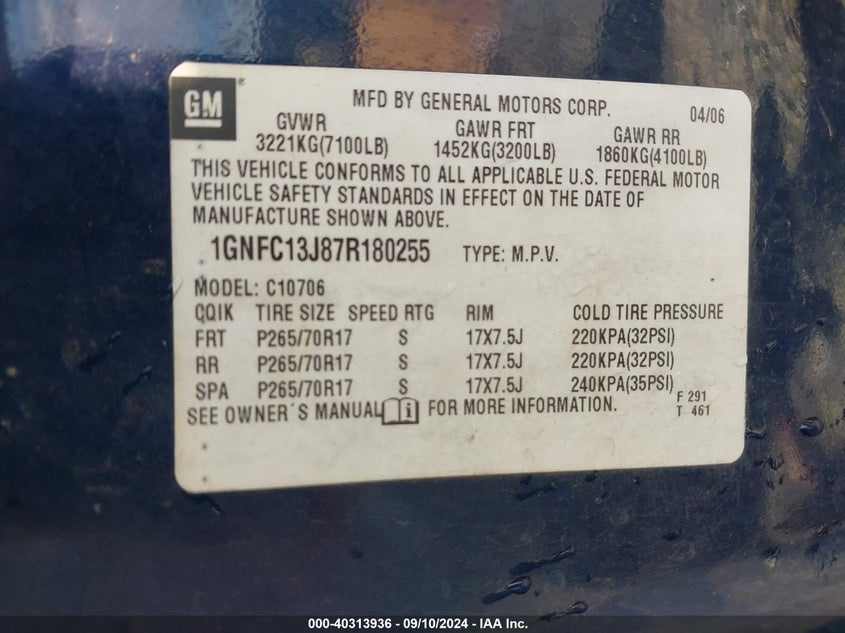 GM
MFD BY GENERAL MOTORS CORP. 04/06
GVWR GAWR FRT GAWR RR
3221KG(7100LB) 1452KG(3200LB) 1860KG(4100LB)
THIS VEHICLE CONFORMS TO ALL APPLICABLE U.S. FEDERAL MOTOR
VEHICLE SAFETY STANDARDS IN EFFECT ON THE DATE OF
MANUFACTURE SHOWN ABOVE.
1GNFC13J87R180255 TYPE: M.P.V.
MODEL: C10706
QQIK TIRE SIZE SPEED RTG RIM COLD TIRE PRESSURE
FRT P265/70R17 S 17X7.5J 220KPA(32PSI)
RR P265/70R17 S 17X7.5J 220KPA(32PSI)
SPA P265/70R17 S 17X7.5J 240KPA(35PSI)
SEE OWNER'S MANUAL i FOR MORE INFORMATION.
F 291
T 461
000-40313936 - 09/10/2024 - IAA Inc.